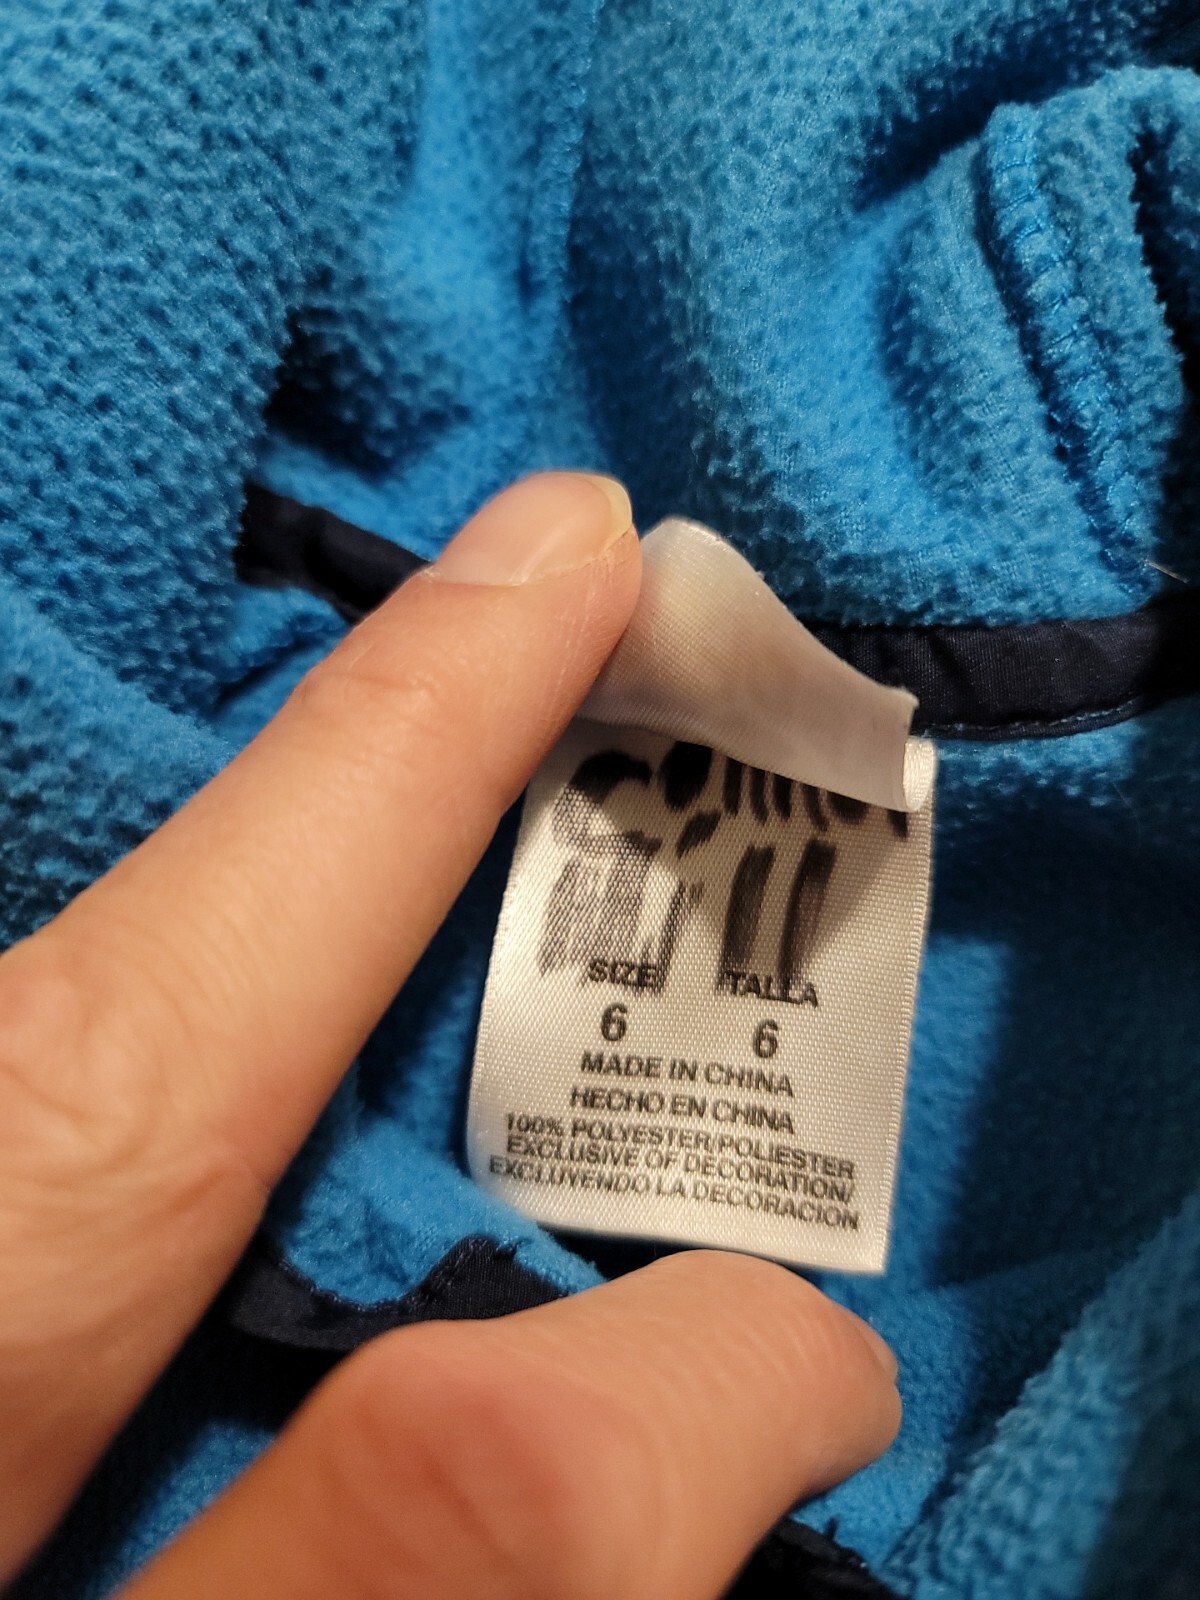 SIZE TALLA
6 6
MADE IN CHINA
HECHO EN CHINA
100% POLYESTER/POLIESTER
EXCLUSIVE OF DECORATION/
EXCLUYENDO LA DECORACION